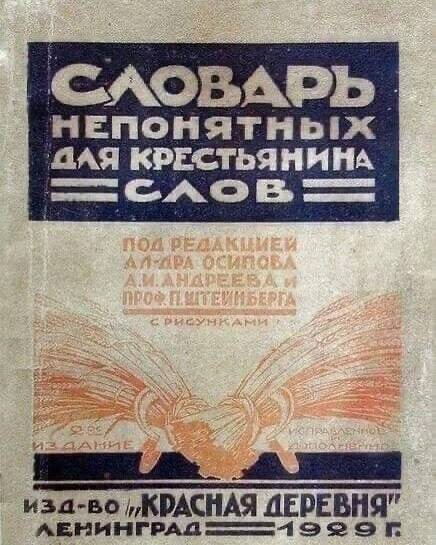 СЛОВАРЬ
НЕПОНЯТНЫХ
ДЛЯ КРЕСТЬЯНИНА
СЛОВ
ПОД РЕДАКЦИЕЙ
АЛ-ДРА ОСИПОВА
А.И. АНДРЕЕВА и
ПРОФ. П. ШТЕЙНБЕРГА
С РИСУНКАМИ
2-ОЕ
ИЗДАНИЕ
ИСПРАВЛЕННОЕ
И
ДОПОЛНЕННОЕ
ИЗД-ВО „КРАСНАЯ ДЕРЕВНЯ"
ЛЕНИНГРАД 1929 г.